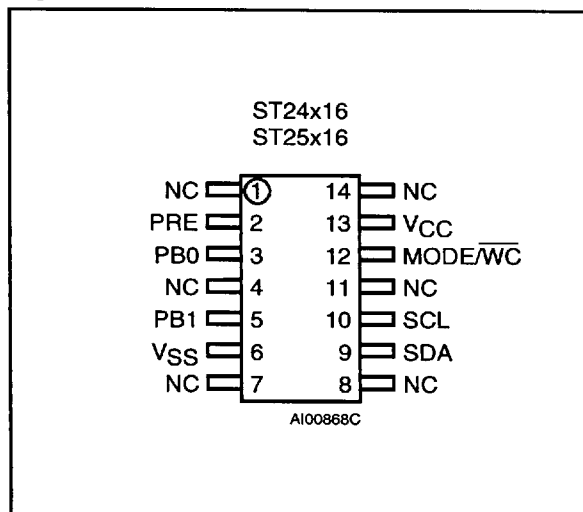 ST24x16
ST25x16
NC 1 14 NC
PRE 2 13 VCC
PB0 3 12 MODE/W̅C̅
NC 4 11 NC
PB1 5 10 SCL
VSS 6 9 SDA
NC 7 8 NC
AI00868C